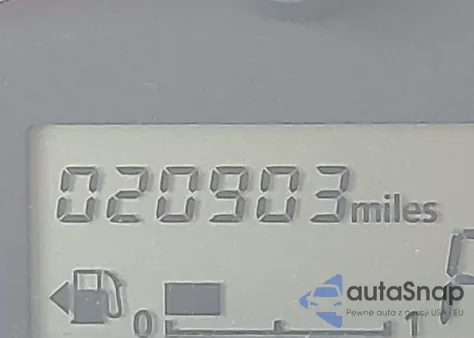 020903 miles
0 1
autaSnap
Pewne auta z aukcji USA i EU